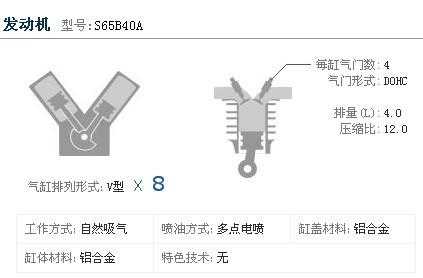 发动机 型号:S65B40A
每缸气门数: 4
气门形式: DOHC
排量(L): 4.0
压缩比: 12.0
气缸排列形式: V型 X 8
工作方式: 自然吸气 喷油方式: 多点电喷 缸盖材料: 铝合金
缸体材料: 铝合金 特色技术: 无